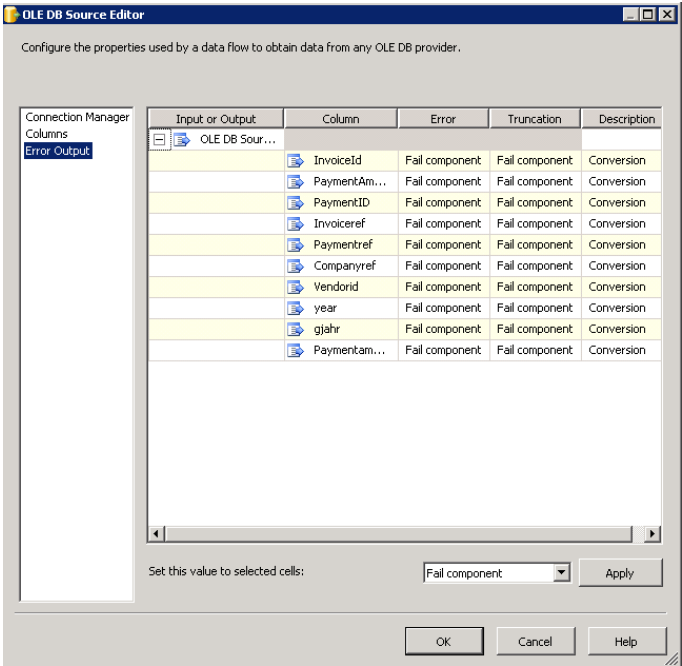 OLE DB Source Editor
Configure the properties used by a data flow to obtain data from any OLE DB provider.
Connection Manager
Columns
Error Output
Input or Output Column Error Truncation Description
OLE DB Sour...
InvoiceId Fail component Fail component Conversion
PaymentAm... Fail component Fail component Conversion
PaymentID Fail component Fail component Conversion
Invoiceref Fail component Fail component Conversion
Paymentref Fail component Fail component Conversion
Companyref Fail component Fail component Conversion
Vendorid Fail component Fail component Conversion
year Fail component Fail component Conversion
gjahr Fail component Fail component Conversion
Paymentam... Fail component Fail component Conversion
Set this value to selected cells: Fail component Apply
OK Cancel Help